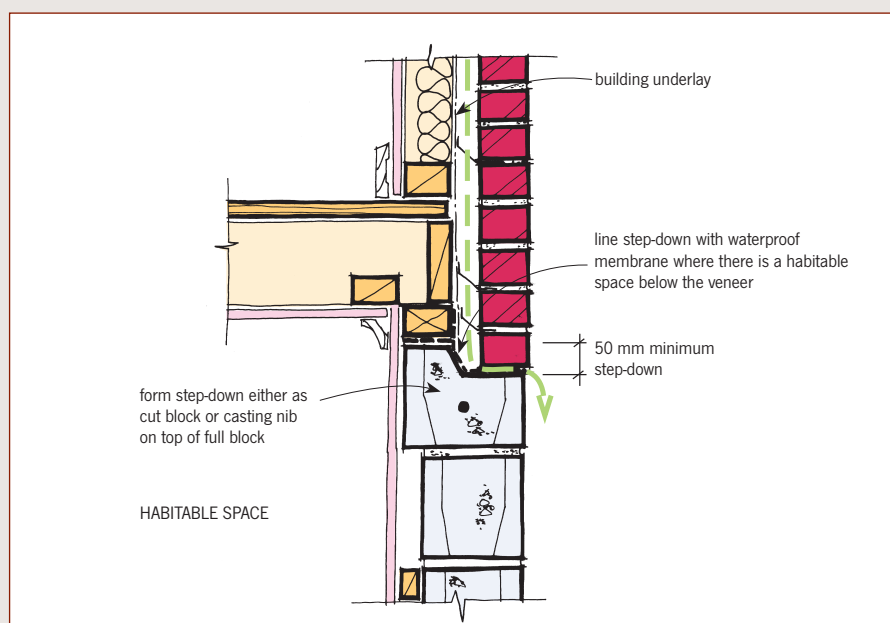 building underlay
line step-down with waterproof
membrane where there is a habitable
space below the veneer
50 mm minimum
step-down
form step-down either as
cut block or casting nib
on top of full block
HABITABLE SPACE